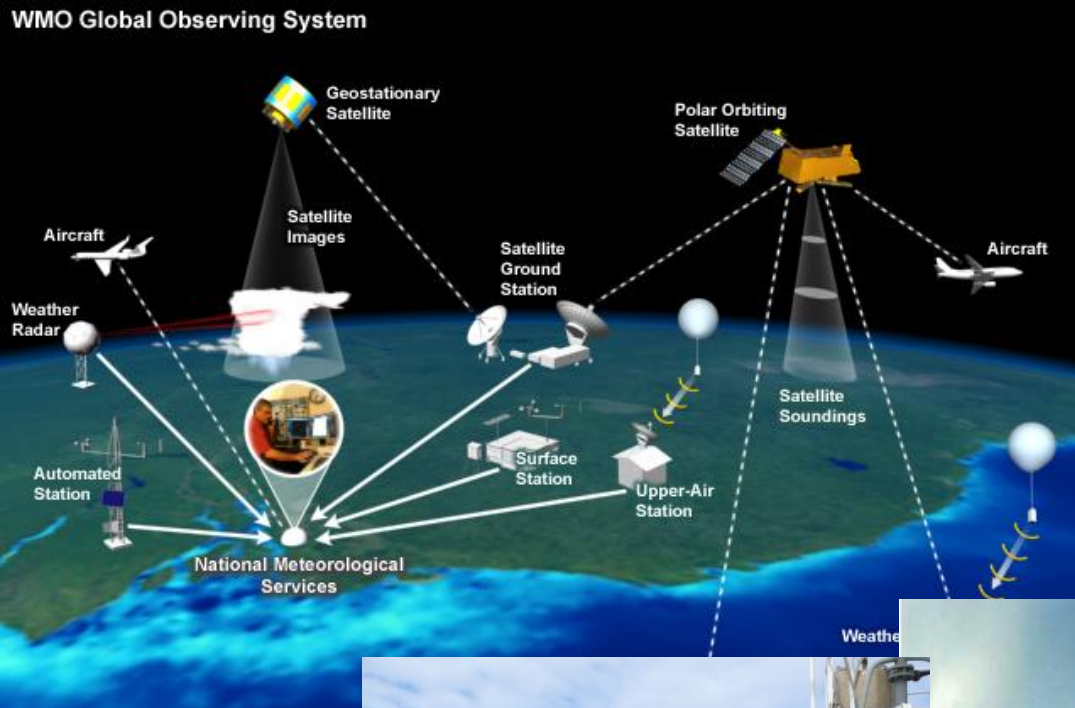 WMO Global Observing System
Geostationary
Satellite
Polar Orbiting
Satellite
Satellite
Images
Aircraft
Satellite
Ground
Station
Aircraft
Weather
Radar
Satellite
Soundings
Automated
Station
Surface
Station
Upper-Air
Station
National Meteorological
Services